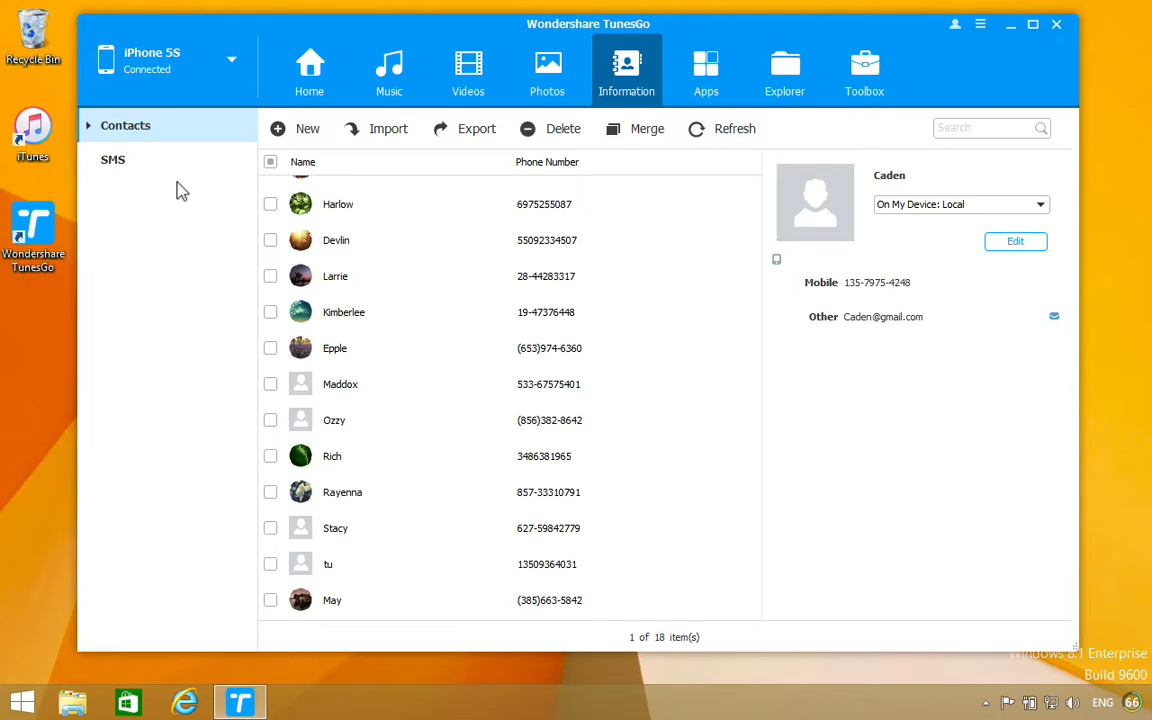 Recycle Bin
iTunes
Wondershare
TunesGo
Wondershare TunesGo
iPhone 5S
Connected
Home
Music
Videos
Photos
Information
Apps
Explorer
Toolbox
Contacts
SMS
New
Import
Export
Delete
Merge
Refresh
Search
Name
Phone Number
Harlow 6975255087
Devlin 55092334507
Larrie 28-44283317
Kimberlee 19-47376448
Epple (653)974-6360
Maddox 533-67575401
Ozzy (856)382-8642
Rich 3486381965
Rayenna 857-33310791
Stacy 627-59842779
tu 13509364031
May (385)663-5842
1 of 18 item(s)
Caden
On My Device: Local
Edit
Mobile 135-7975-4248
Other Caden@gmail.com
Windows 8.1 Enterprise
Build 9600
ENG
66